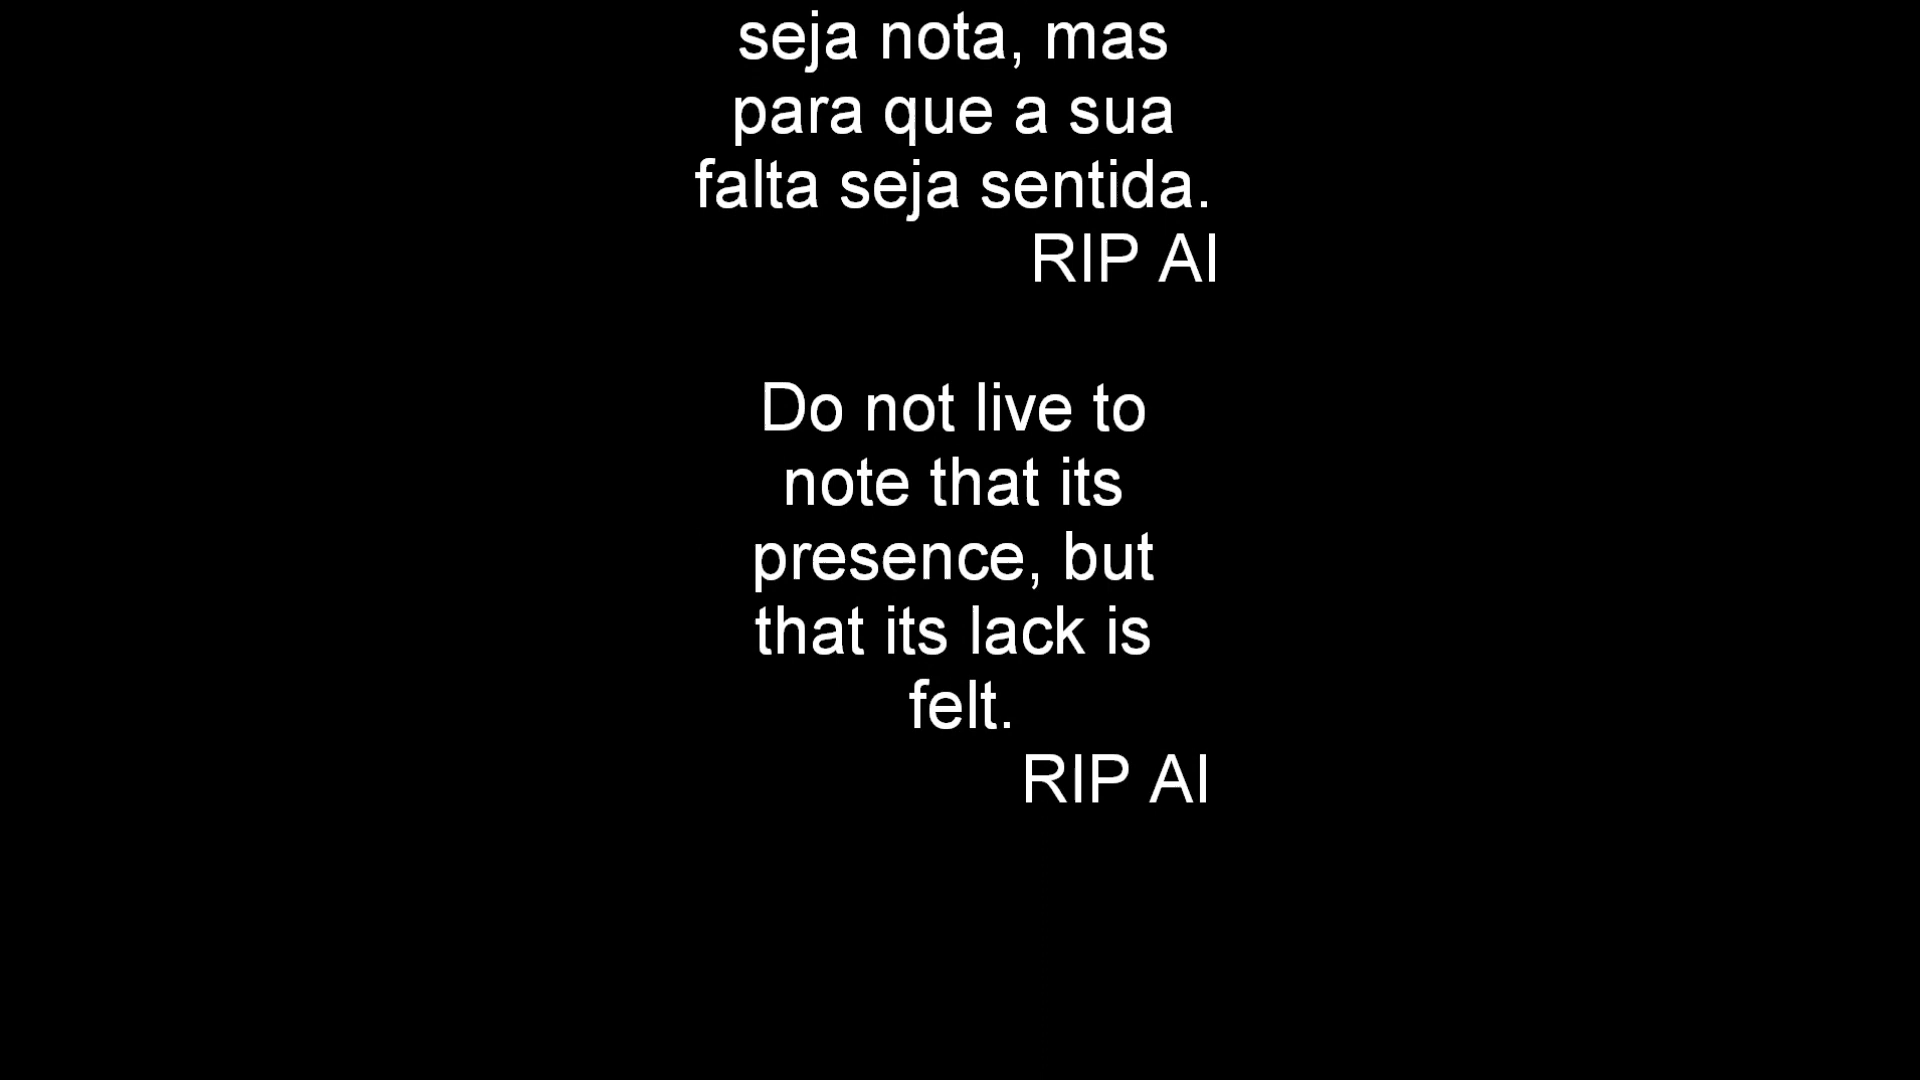 seja nota, mas
para que a sua
falta seja sentida.
RIP AI
Do not live to
note that its
presence, but
that its lack is
felt.
RIP AI